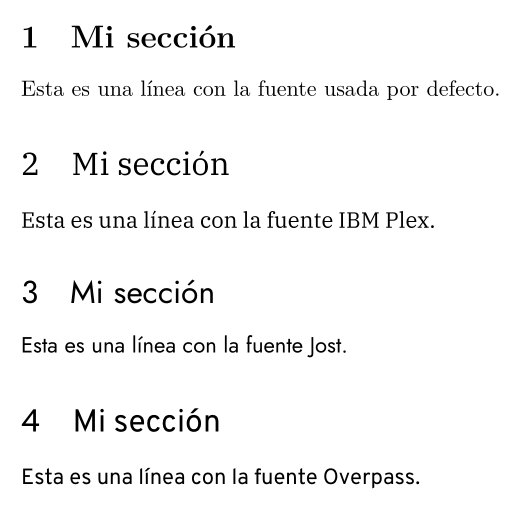 1 Mi sección
Esta es una línea con la fuente usada por defecto.
2 Mi sección
Esta es una línea con la fuente IBM Plex.
3 Mi sección
Esta es una línea con la fuente Jost.
4 Mi sección
Esta es una línea con la fuente Overpass.